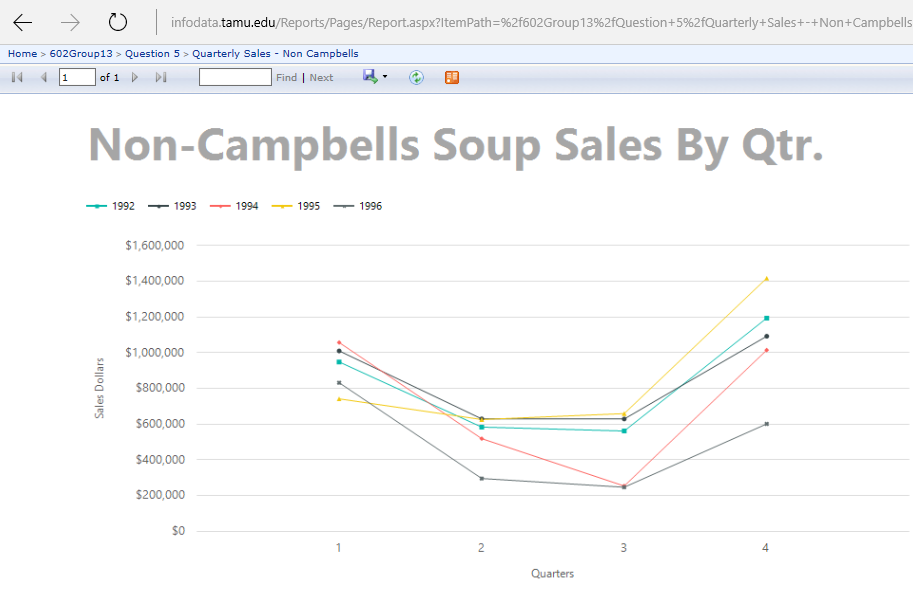 infodata.tamu.edu/Reports/Pages/Report.aspx?ItemPath=%2f602Group13%2fQuestion+5%2fQuarterly+Sales+-+Non+Campbells
Home > 602Group13 > Question 5 > Quarterly Sales - Non Campbells
1 of 1 Find | Next
Non-Campbells Soup Sales By Qtr.
1992 1993 1994 1995 1996
$1,600,000
$1,400,000
$1,200,000
$1,000,000
$800,000
$600,000
$400,000
$200,000
$0
Sales Dollars
1 2 3 4
Quarters